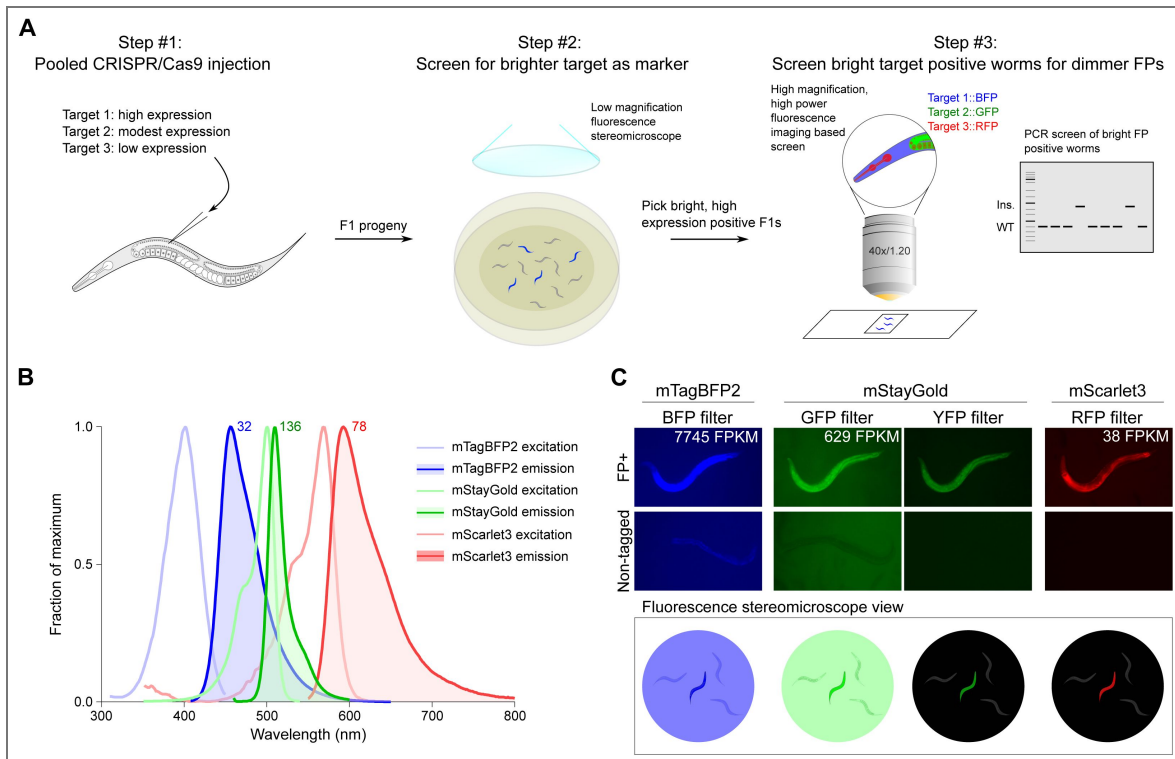 A
Step #1:
Pooled CRISPR/Cas9 injection
Target 1: high expression
Target 2: modest expression
Target 3: low expression
F1 progeny
Step #2:
Screen for brighter target as marker
Low magnification
fluorescence
stereomicroscope
Pick bright, high
expression positive F1s
Step #3:
Screen bright target positive worms for dimmer FPs
High magnification,
high power
fluorescence
imaging based
screen
Target 1::BFP
Target 2::GFP
Target 3::RFP
40x/1.20
PCR screen of bright FP
positive worms
Ins.
WT
B
Fraction of maximum
1.0
0.5
0.0
300 400 500 600 700 800
Wavelength (nm)
32 136 78
mTagBFP2 excitation
mTagBFP2 emission
mStayGold excitation
mStayGold emission
mScarlet3 excitation
mScarlet3 emission
C
mTagBFP2 mStayGold mScarlet3
BFP filter GFP filter YFP filter RFP filter
7745 FPKM 629 FPKM 38 FPKM
FP+
Non-tagged
Fluorescence stereomicroscope view